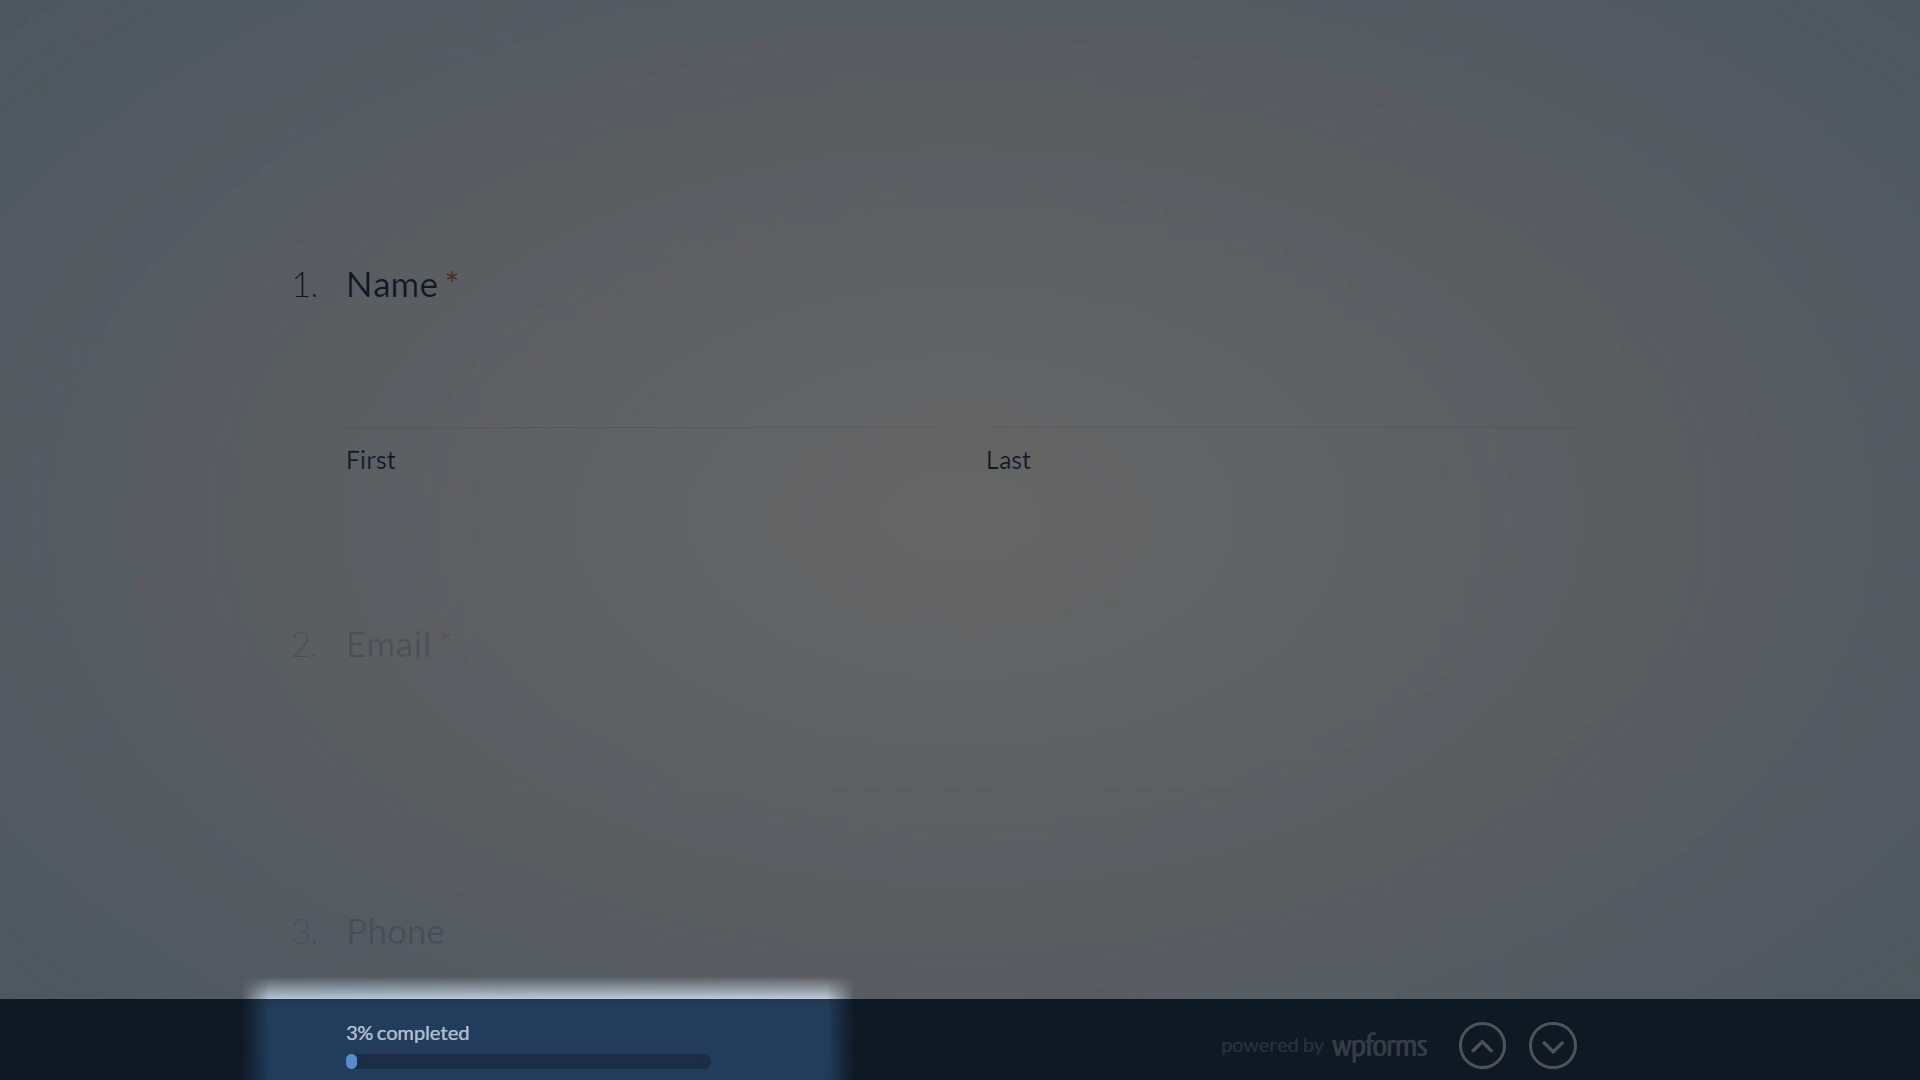 1. Name *
First Last
2. Email *
3. Phone
3% completed
powered by wpforms